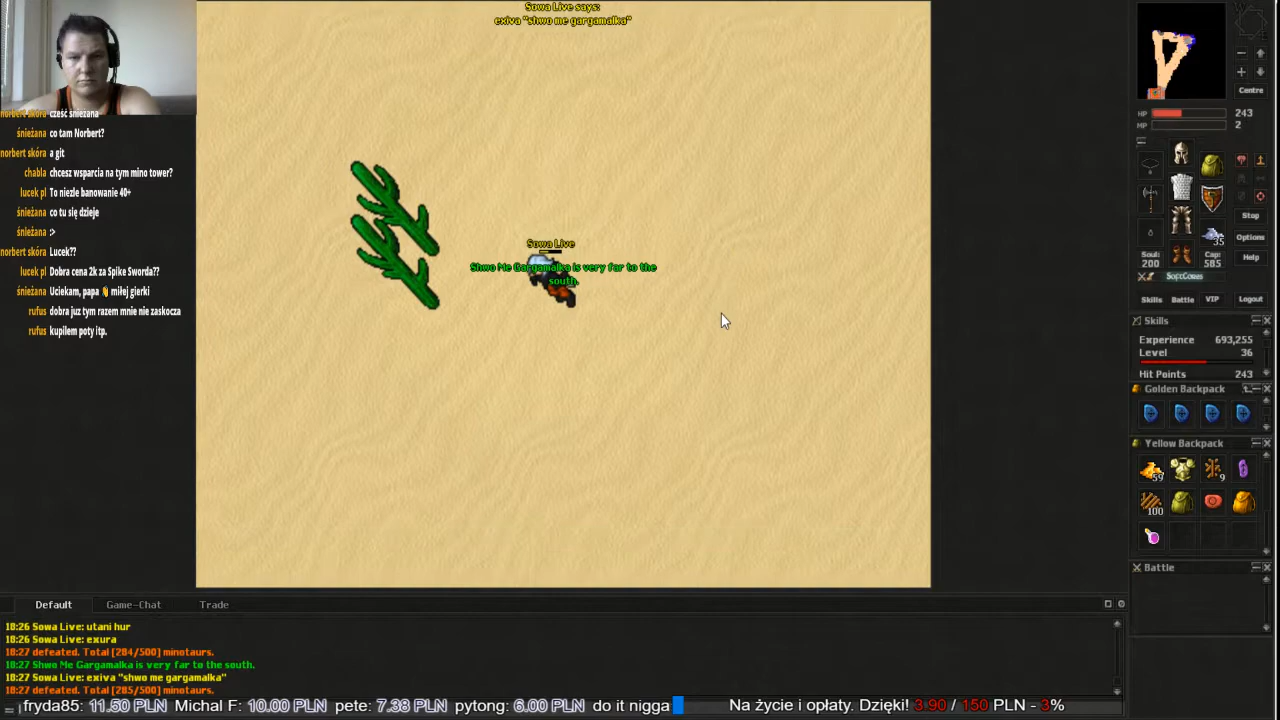 Sowa Live says:
exiva "shwo me gargamalka"
norbert skóra cześć śnieżana
śnieżana co tam Norbert?
norbert skóra a git
chabla chcesz wsparcia na tym mino tower?
lucek pl To niezle banowanie 40+
śnieżana co tu się dzieje
śnieżana :>
norbert skóra Lucek??
lucek pl Dobra cena 2k za Spike Sworda??
śnieżana Uciekam, papa 👋 miłej gierki
rufus dobra juz tym razem mnie nie zaskocza
rufus kupilem poty itp.
Sowa Live
Shwo Me Gargamalka is very far to the
south.
Centre
HP 243
MP 2
35
Stop
Options
Help
Soul:
200
Cap:
585
SoftCores
Skills Battle VIP Logout
Skills
Experience 693,255
Level 36
Hit Points 243
Golden Backpack
Yellow Backpack
59 9
100
Battle
Default Game-Chat Trade
18:26 Sowa Live: utani hur
18:26 Sowa Live: exura
18:27 defeated. Total [284/500] minotaurs.
18:27 Shwo Me Gargamalka is very far to the south.
18:27 Sowa Live: exiva "shwo me gargamalka"
18:27 defeated. Total [285/500] minotaurs.
fryda85: 11.50 PLN Michal F: 10.00 PLN pete: 7.38 PLN pytong: 6.00 PLN do it nigga
Na życie i opłaty. Dzięki! 3.90 / 150 PLN - 3%